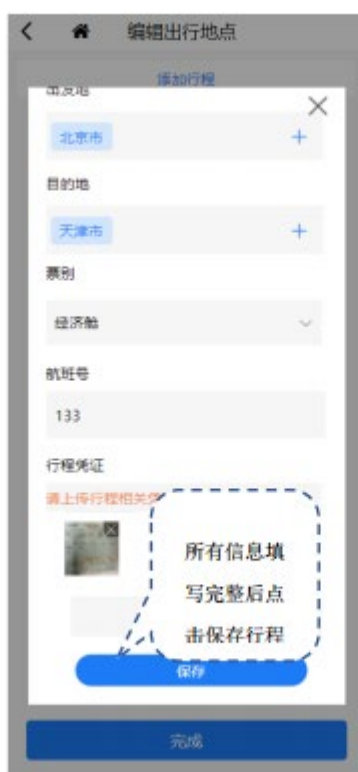 编辑出行地点
添加行程
出发地
北京市 +
目的地
天津市 +
票别
经济舱
航班号
133
行程凭证
请上传行程相关凭
所有信息填
写完整后点
击保存行程
保存
完成